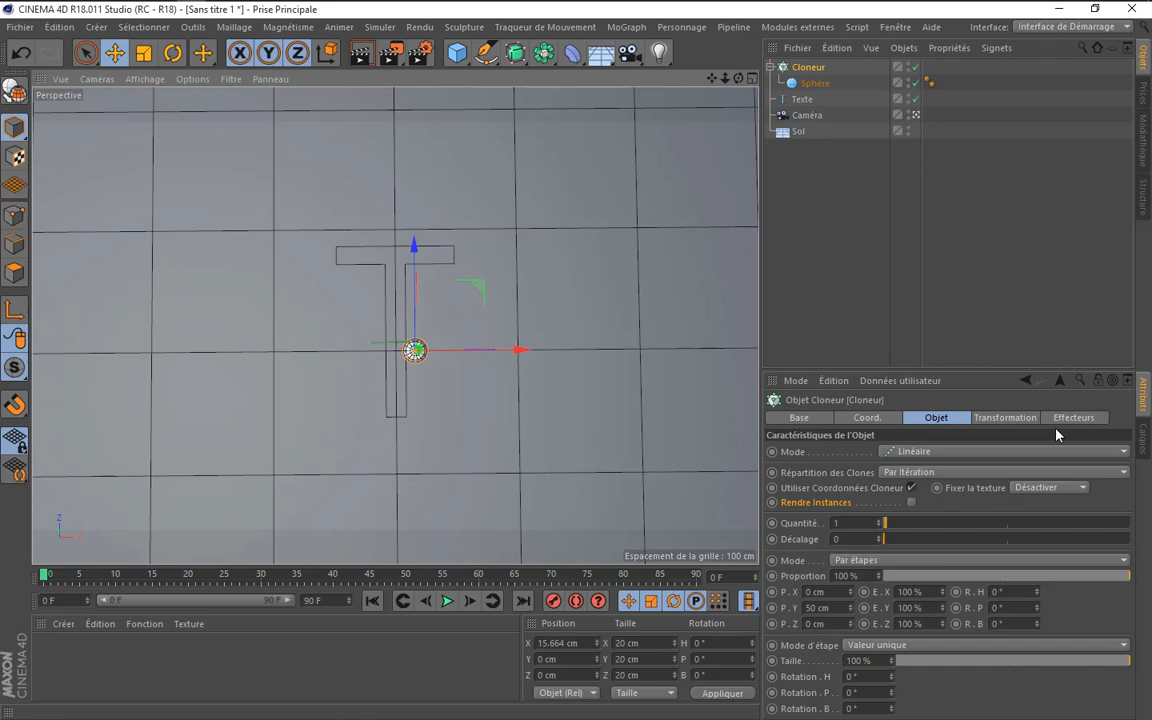 CINEMA 4D R18.011 Studio (RC - R18) - [Sans titre 1 *] - Prise Principale
Fichier Édition Créer Sélectionner Outils Maillage Magnétisme Animer Simuler Rendu Sculpture Traqueur de Mouvement MoGraph Personnage Pipeline Modules externes Script Fenêtre Aide Interface: Interface de Démarrage
X Y Z
Fichier Édition Vue Objets Propriétés Signets
Cloneur
Sphère
Texte
Caméra
Sol
Objets
Prises
Médiathèque
Structure
Vue Caméras Affichage Options Filtre Panneau
Perspective
Z
X
Espacement de la grille : 100 cm
0 5 10 15 20 25 30 35 40 45 50 55 60 65 70 75 80 85 90 0 F
0 F 0 F 90 F 90 F
Créer Édition Fonction Texture
Position Taille Rotation
X 15.664 cm X 20 cm H 0 °
Y 0 cm Y 20 cm P 0 °
Z 0 cm Z 20 cm B 0 °
Objet (Rel) Taille Appliquer
MAXON CINEMA 4D
Mode Édition Données utilisateur
Attributs
Calques
Objet Cloneur [Cloneur]
Base Coord. Objet Transformation Effecteurs
Caractéristiques de l'Objet
Mode Linéaire
Répartition des Clones Par Itération
Utiliser Coordonnées Cloneur Fixer la texture Désactiver
Rendre instances
Quantité 1
Décalage 0
Mode Par étapes
Proportion 100 %
P . X 0 cm E . X 100 % R . H 0 °
P . Y 50 cm E . Y 100 % R . P 0 °
P . Z 0 cm E . Z 100 % R . B 0 °
Mode d'étape Valeur unique
Taille 100 %
Rotation . H 0 °
Rotation . P 0 °
Rotation . B 0 °